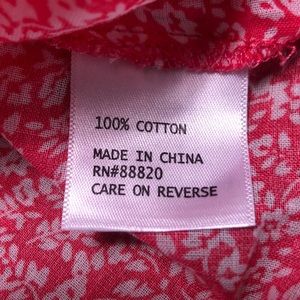 100% COTTON
MADE IN CHINA
RN#88820
CARE ON REVERSE